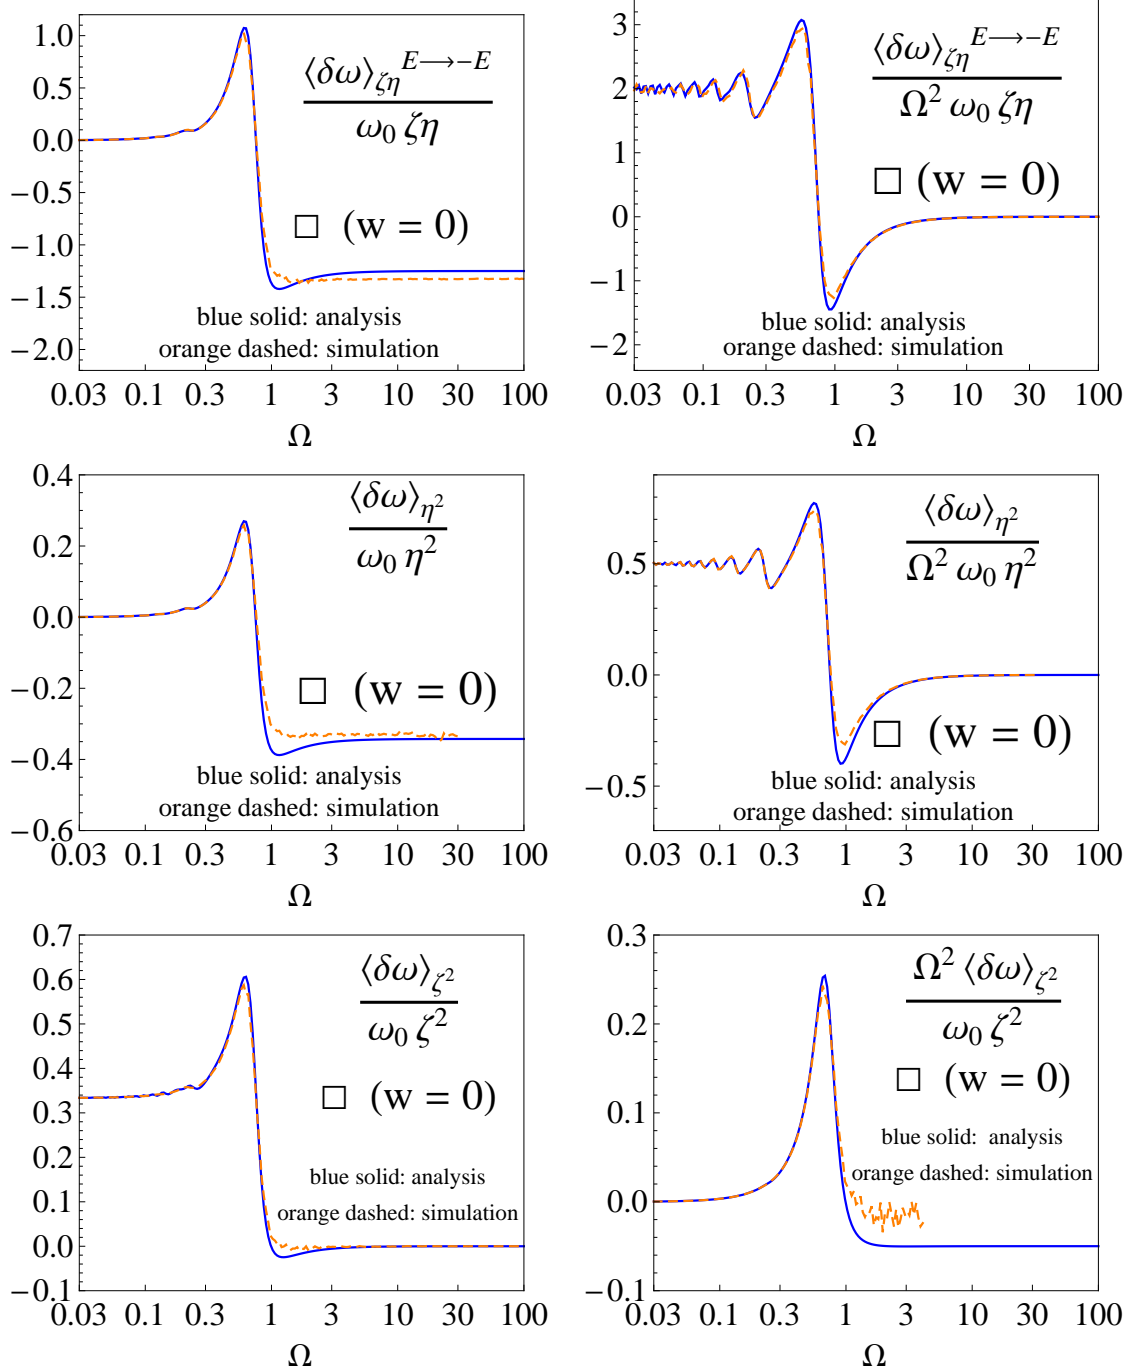 1.0
0.5
0.0
−0.5
−1.0
−1.5
−2.0
⟨δω⟩ζη E⟶−E
ω0 ζη
□ (w = 0)
blue solid: analysis
orange dashed: simulation
0.03 0.1 0.3 1 3 10 30 100
Ω
3
2
1
0
−1
−2
⟨δω⟩ζη E⟶−E
Ω² ω0 ζη
□ (w = 0)
blue solid: analysis
orange dashed: simulation
0.03 0.1 0.3 1 3 10 30 100
Ω
0.4
0.2
0.0
−0.2
−0.4
−0.6
⟨δω⟩η²
ω0 η²
□ (w = 0)
blue solid: analysis
orange dashed: simulation
0.03 0.1 0.3 1 3 10 30 100
Ω
0.5
0.0
−0.5
⟨δω⟩η²
Ω² ω0 η²
□ (w = 0)
blue solid: analysis
orange dashed: simulation
0.03 0.1 0.3 1 3 10 30 100
Ω
0.7
0.6
0.5
0.4
0.3
0.2
0.1
0.0
−0.1
⟨δω⟩ζ²
ω0 ζ²
□ (w = 0)
blue solid: analysis
orange dashed: simulation
0.03 0.1 0.3 1 3 10 30 100
Ω
0.3
0.2
0.1
0.0
−0.1
Ω² ⟨δω⟩ζ²
ω0 ζ²
□ (w = 0)
blue solid: analysis
orange dashed: simulation
0.03 0.1 0.3 1 3 10 30 100
Ω